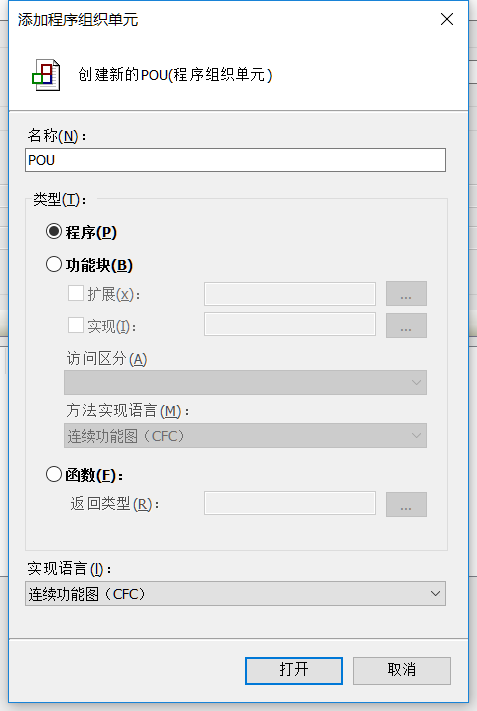 添加程序组织单元
创建新的POU(程序组织单元)
名称(N)：
POU
类型(T)：
程序(P)
功能块(B)
扩展(x)：
...
实现(I)：
...
访问区分(A)
方法实现语言(M)：
连续功能图（CFC）
函数(F)：
返回类型(R)：
...
实现语言(I)：
连续功能图（CFC）
打开
取消